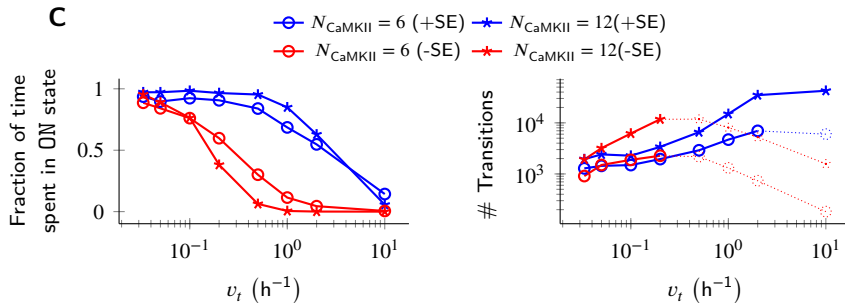 C
N_CaMKII = 6 (+SE) N_CaMKII = 12(+SE)
N_CaMKII = 6 (-SE) N_CaMKII = 12(-SE)
Fraction of time
spent in ON state
1
0.5
0
10^-1 10^0 10^1
v_t (h^-1)
# Transitions
10^4
10^3
10^-1 10^0 10^1
v_t (h^-1)